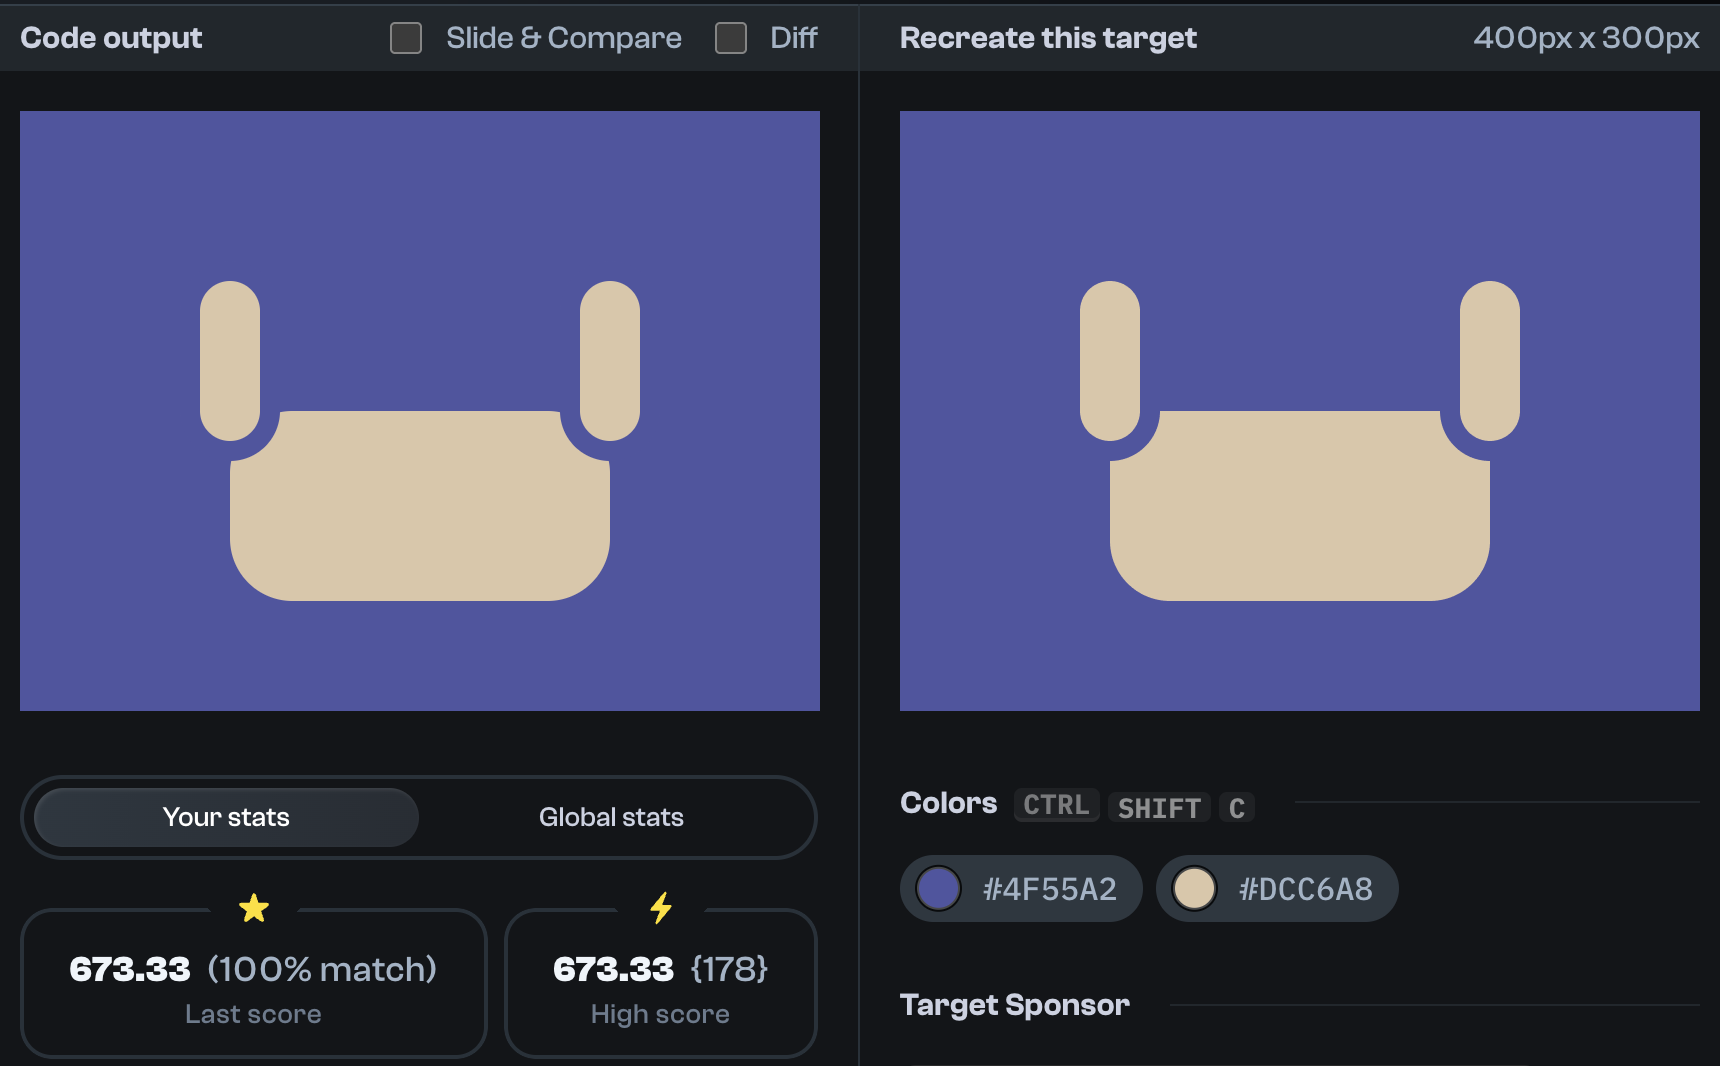 Code output
Slide & Compare
Diff
Recreate this target
400px x 300px
Your stats
Global stats
673.33 (100% match)
Last score
673.33 {178}
High score
Colors CTRL SHIFT C
#4F55A2
#DCC6A8
Target Sponsor